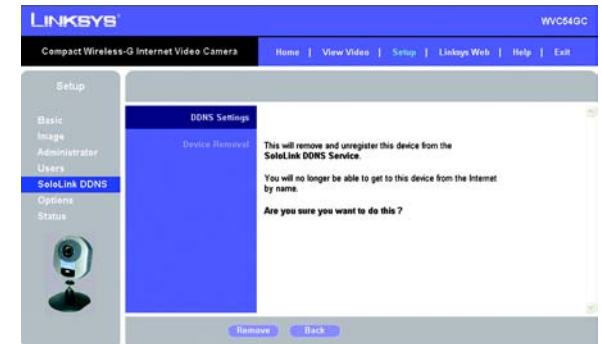 LINKSYS®
WVC54GC
Compact Wireless-G Internet Video Camera
Home | View Video | Setup | Linksys Web | Help | Exit
Setup
Basic
Image
Administrator
Users
SoloLink DDNS
Options
Status
DDNS Settings
Device Removal
This will remove and unregister this device from the
SoloLink DDNS Service.
You will no longer be able to get to this device from the Internet
by name.
Are you sure you want to do this ?
Remove
Back